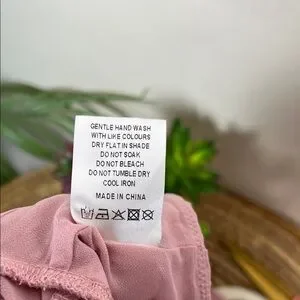 GENTLE HAND WASH
WITH LIKE COLOURS
DRY FLAT IN SHADE
DO NOT SOAK
DO NOT BLEACH
DO NOT TUMBLE DRY
COOL IRON
MADE IN CHINA